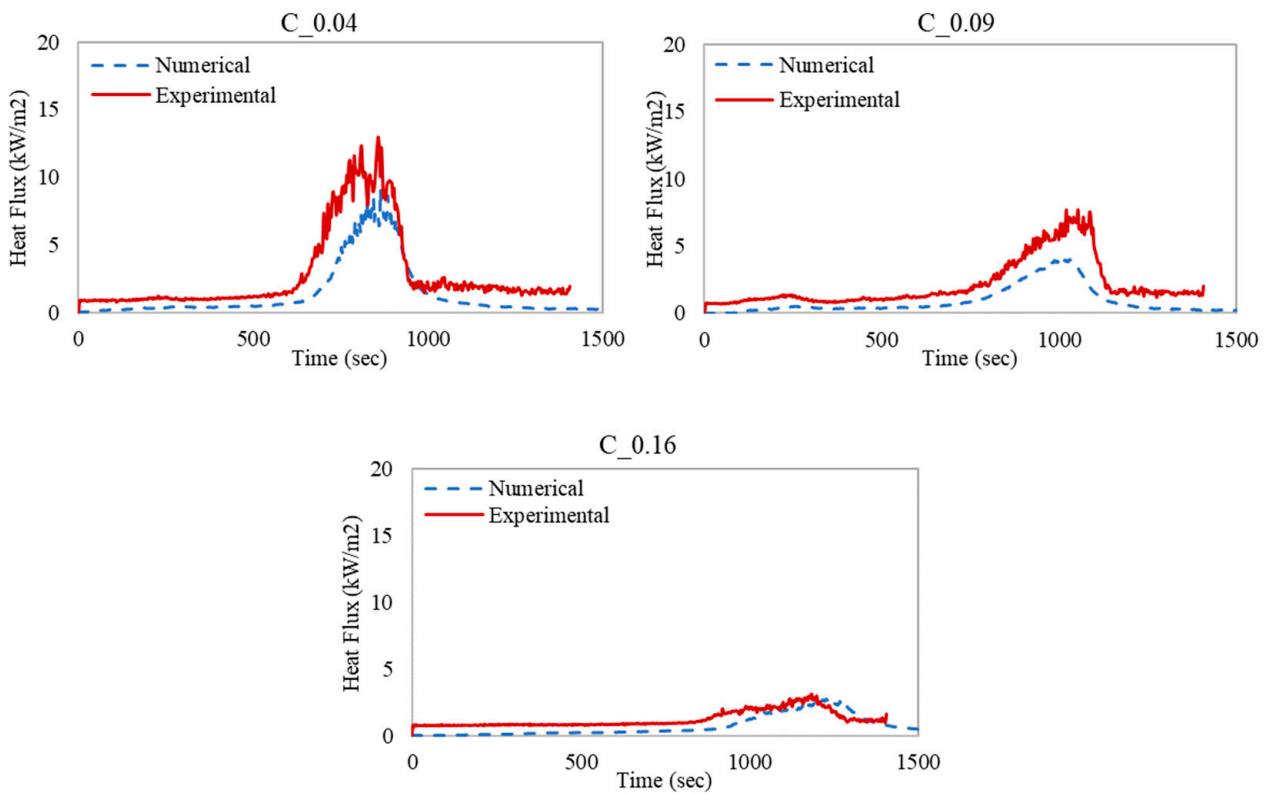 C_0.04
Heat Flux (kW/m2)
20
15
10
5
0
Numerical
Experimental
0 500 1000 1500
Time (sec)
C_0.09
Heat Flux (kW/m2)
20
15
10
5
0
Numerical
Experimental
0 500 1000 1500
Time (sec)
C_0.16
Heat Flux (kW/m2)
20
15
10
5
0
Numerical
Experimental
0 500 1000 1500
Time (sec)